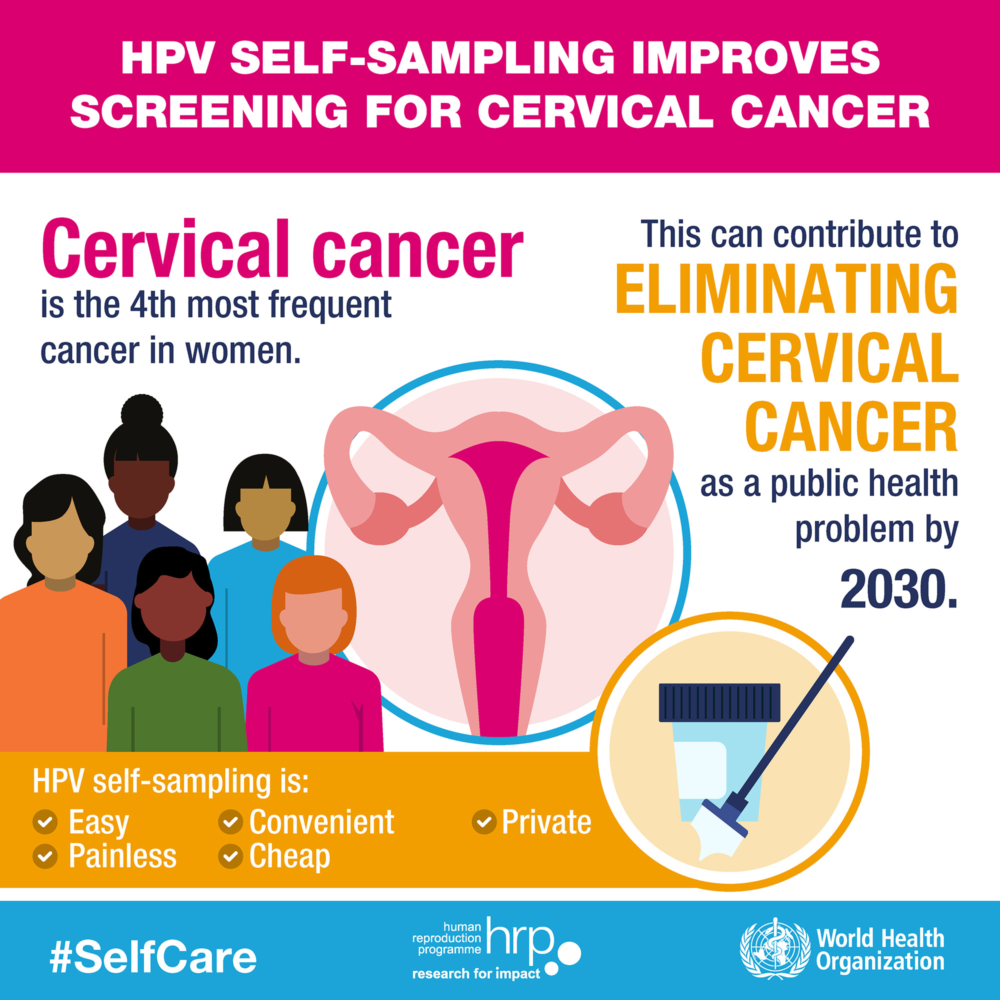 HPV SELF-SAMPLING IMPROVES
SCREENING FOR CERVICAL CANCER
Cervical cancer
is the 4th most frequent
cancer in women.
This can contribute to
ELIMINATING
CERVICAL
CANCER
as a public health
problem by
2030.
HPV self-sampling is:
Easy
Painless
Convenient
Cheap
Private
#SelfCare
human
reproduction
programme
hrp
research for impact
World Health
Organization